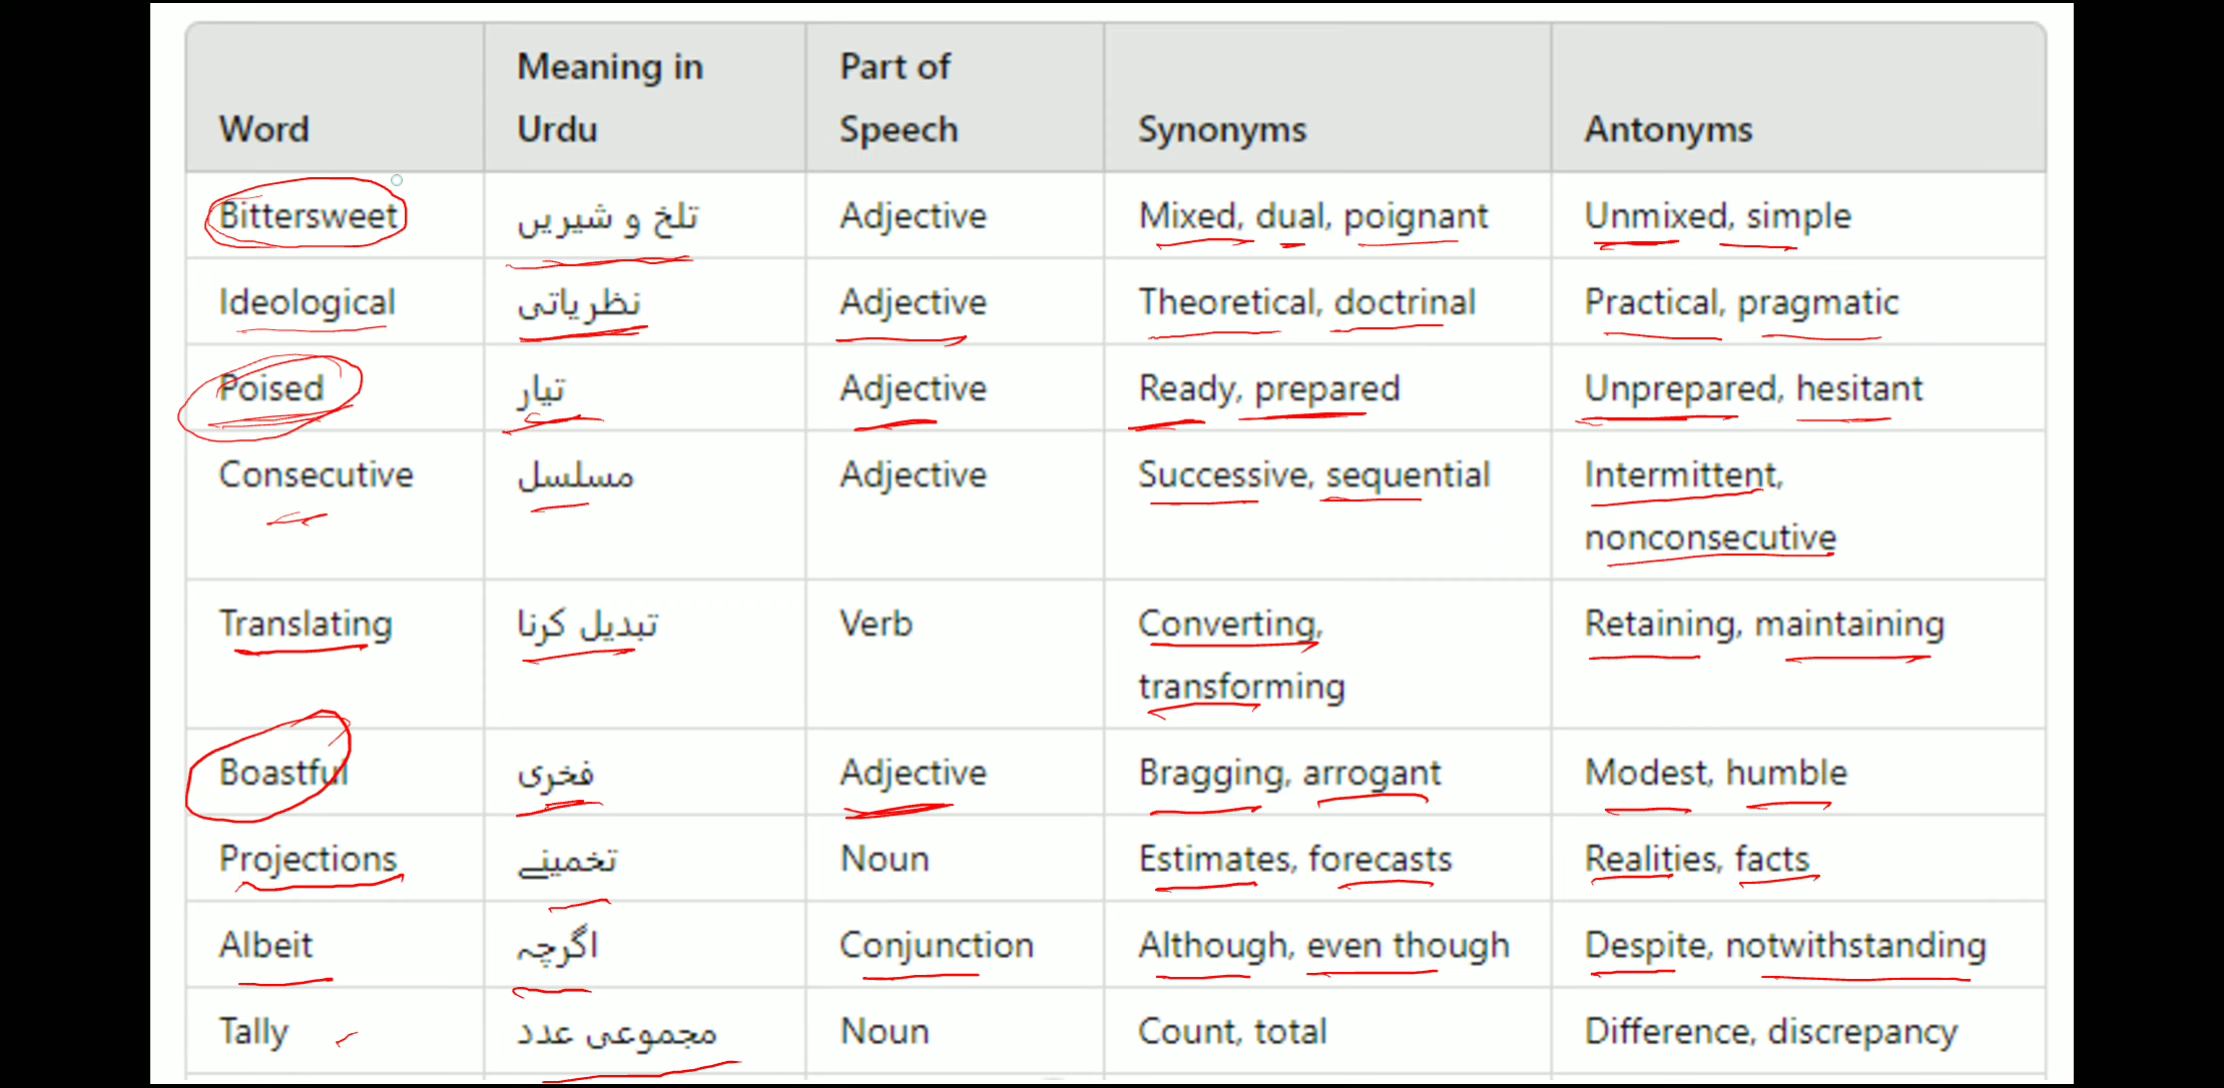 Word Meaning in Urdu Part of Speech Synonyms Antonyms
Bittersweet تلخ و شیریں Adjective Mixed, dual, poignant Unmixed, simple
Ideological نظریاتی Adjective Theoretical, doctrinal Practical, pragmatic
Poised تیار Adjective Ready, prepared Unprepared, hesitant
Consecutive مسلسل Adjective Successive, sequential Intermittent, nonconsecutive
Translating تبدیل کرنا Verb Converting, transforming Retaining, maintaining
Boastful فخری Adjective Bragging, arrogant Modest, humble
Projections تخمینے Noun Estimates, forecasts Realities, facts
Albeit اگرچہ Conjunction Although, even though Despite, notwithstanding
Tally مجموعی عدد Noun Count, total Difference, discrepancy